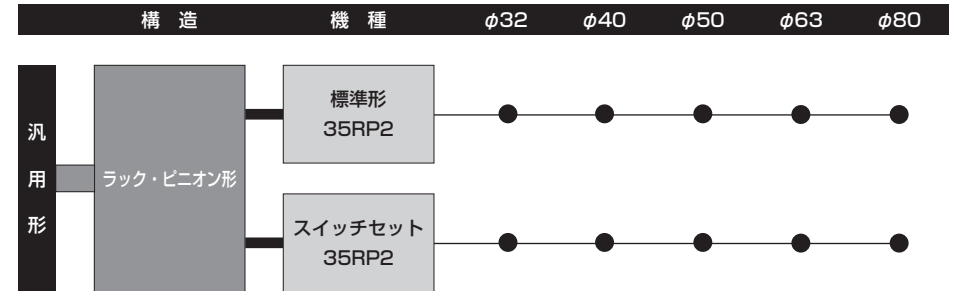 構 造 機 種 φ32 φ40 φ50 φ63 φ80
汎用形
ラック・ピニオン形
標準形
35RP2
スイッチセット
35RP2